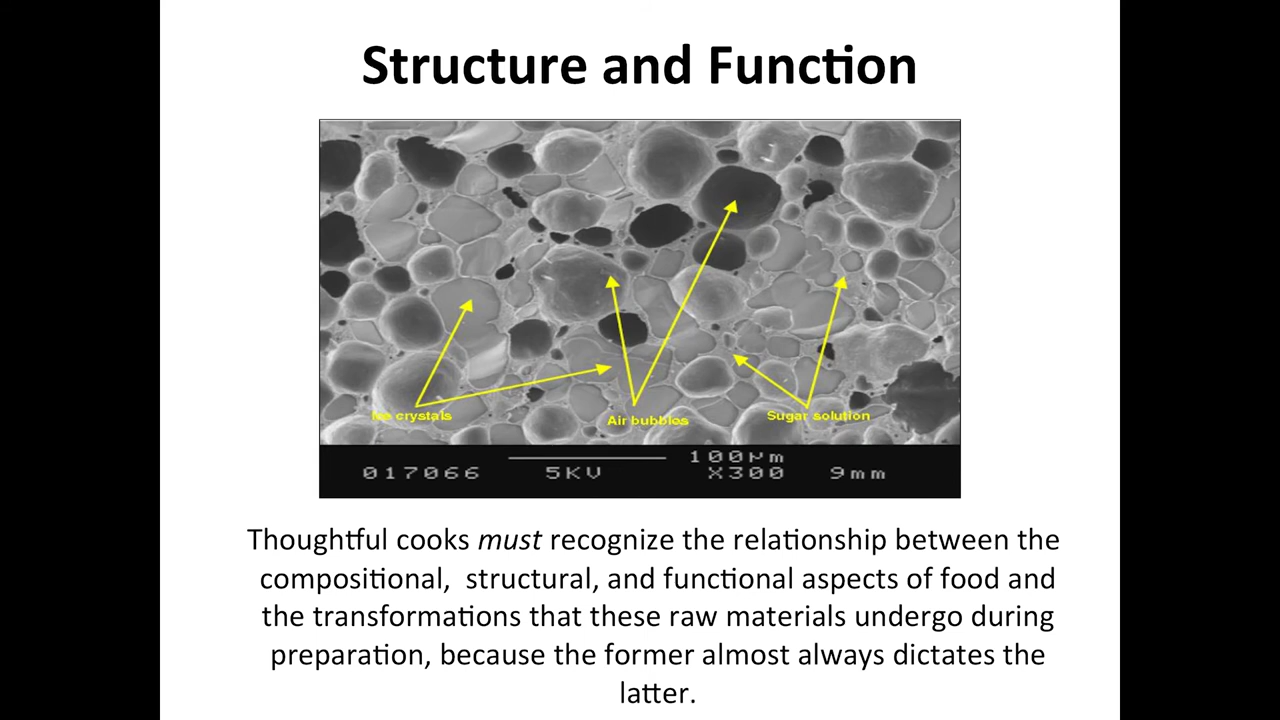 Structure and Function
Ice crystals
Air bubbles
Sugar solution
100µm
017066 5KV X300 9mm
Thoughtful cooks must recognize the relationship between the
compositional, structural, and functional aspects of food and
the transformations that these raw materials undergo during
preparation, because the former almost always dictates the
latter.